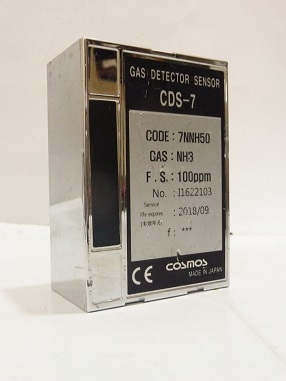 GAS DETECTOR SENSOR
CDS-7
CODE : 7NNH50
GAS: NH3
F.S.: 100ppm
No. : I1622103
Service
life expires : 2018/09
f : ***
CE COSMOS
MADE IN JAPAN